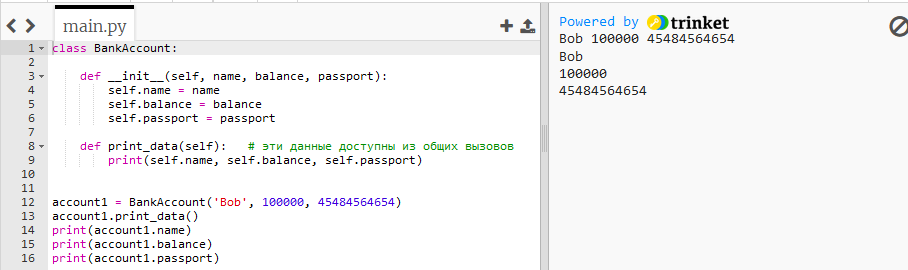 main.py
1 class BankAccount:
2
3     def __init__(self, name, balance, passport):
4         self.name = name
5         self.balance = balance
6         self.passport = passport
7
8     def print_data(self):   # эти данные доступны из общих вызовов
9         print(self.name, self.balance, self.passport)
10
11
12 account1 = BankAccount('Bob', 100000, 45484564654)
13 account1.print_data()
14 print(account1.name)
15 print(account1.balance)
16 print(account1.passport)
Powered by trinket
Bob 100000 45484564654
Bob
100000
45484564654